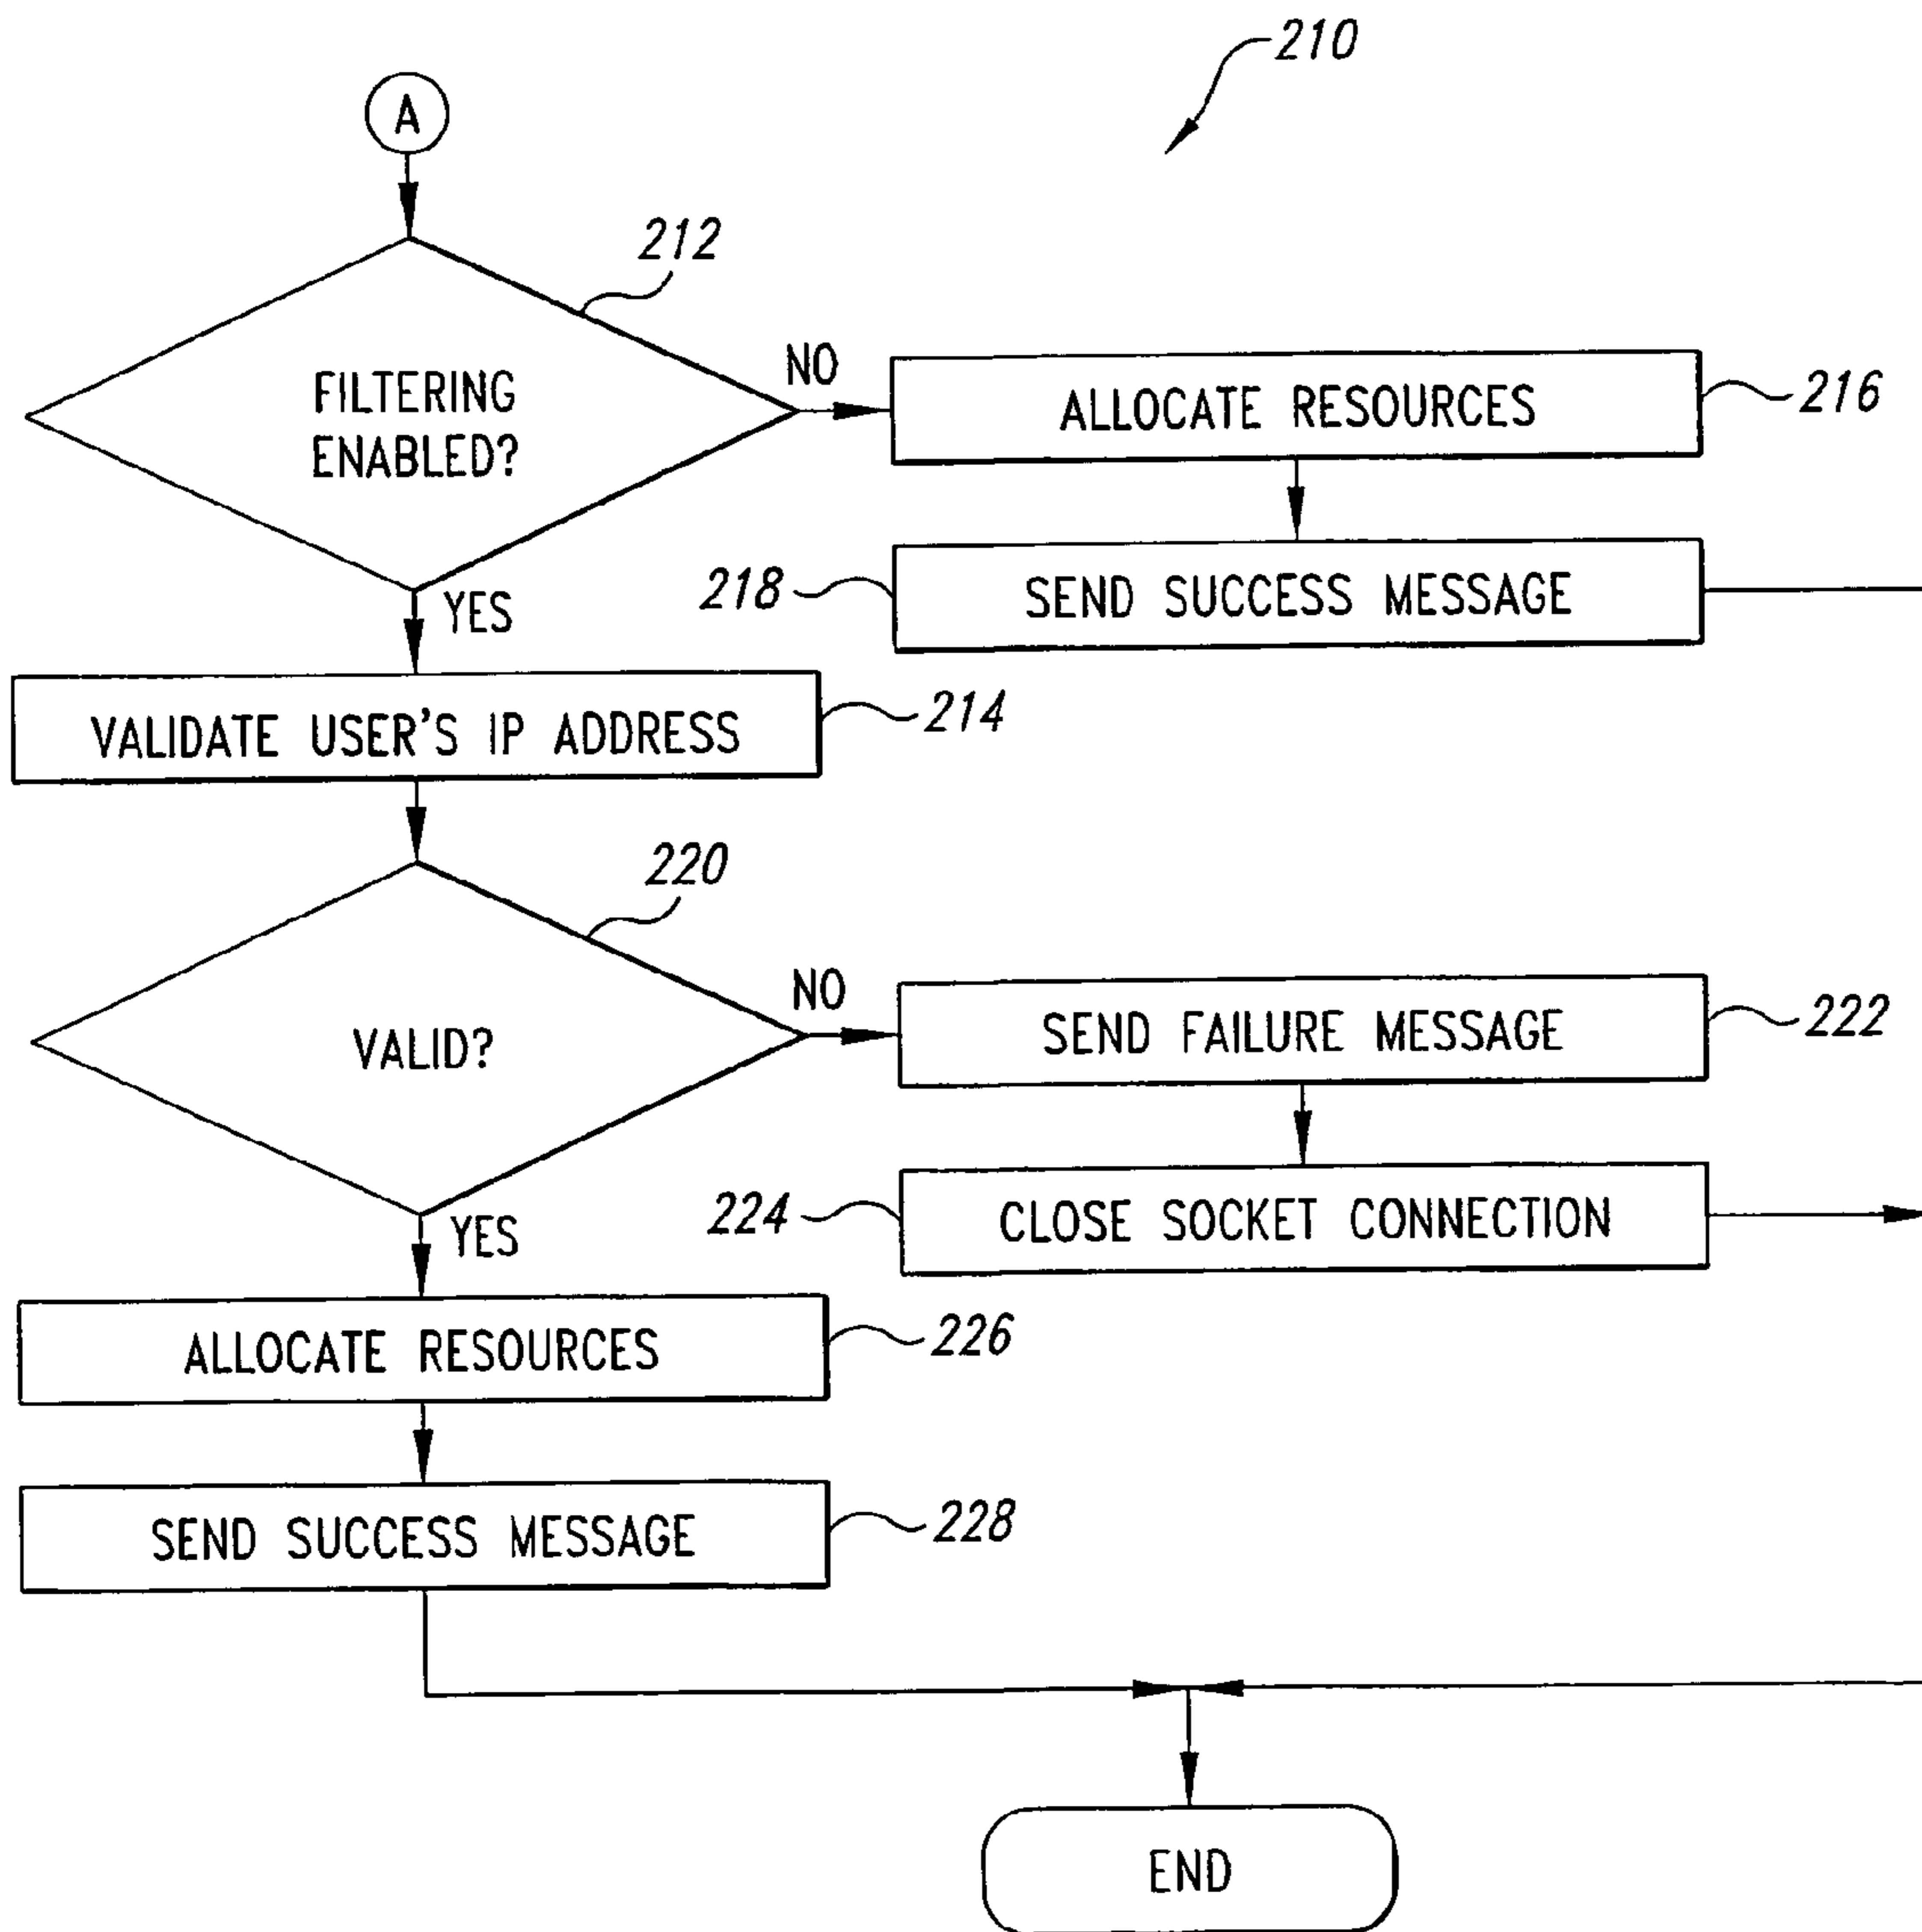 210
A
212
FILTERING
ENABLED?
NO
ALLOCATE RESOURCES
216
218
SEND SUCCESS MESSAGE
YES
VALIDATE USER'S IP ADDRESS
214
220
VALID?
NO
SEND FAILURE MESSAGE
222
224
CLOSE SOCKET CONNECTION
YES
ALLOCATE RESOURCES
226
SEND SUCCESS MESSAGE
228
END